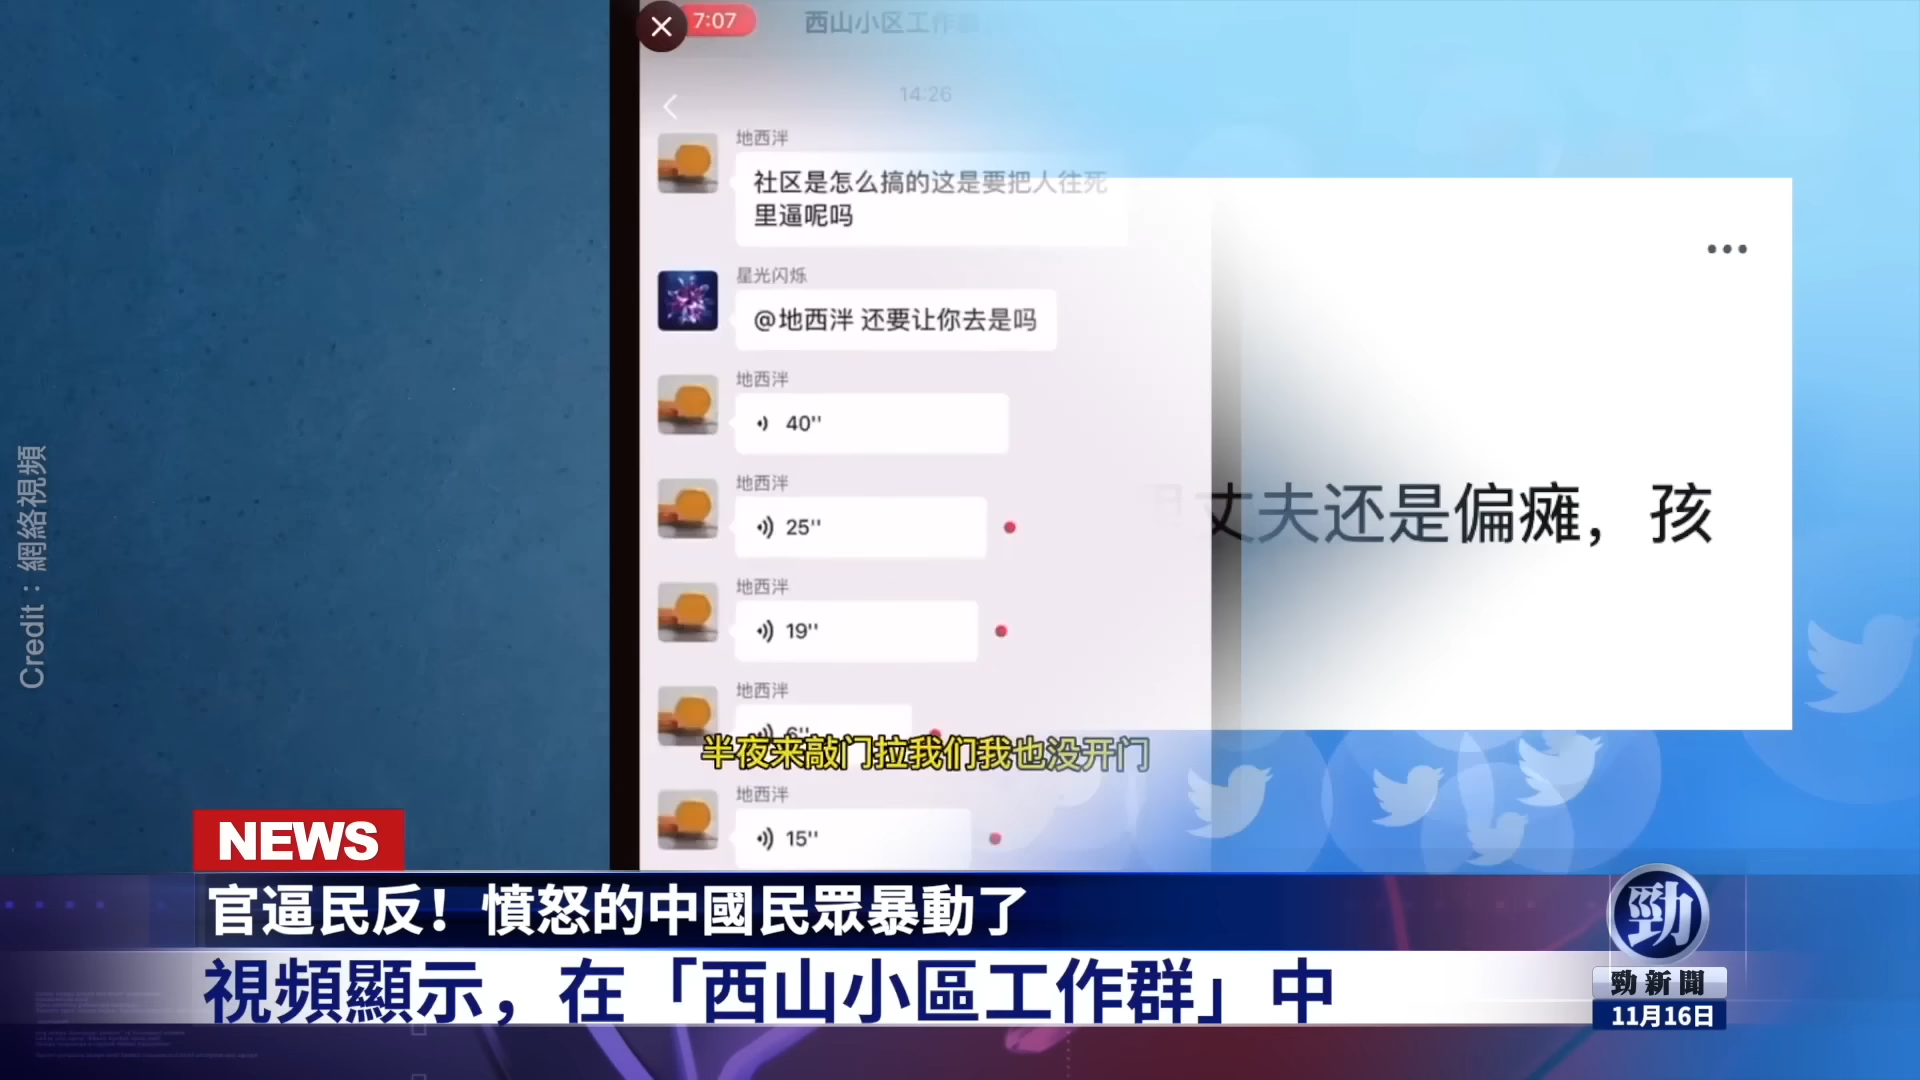 7:07
西山小区工作群
14:26
地西泮
社区是怎么搞的这是要把人往死
里逼呢吗
星光闪烁
@地西泮 还要让你去是吗
地西泮
40''
地西泮
25''
地西泮
19''
地西泮
6''
半夜来敲门拉我们我也没开门
地西泮
15''
丈夫还是偏瘫，孩
Credit：網絡視頻
NEWS
官逼民反！憤怒的中國民眾暴動了
視頻顯示，在「西山小區工作群」中
勁
勁新聞
11月16日